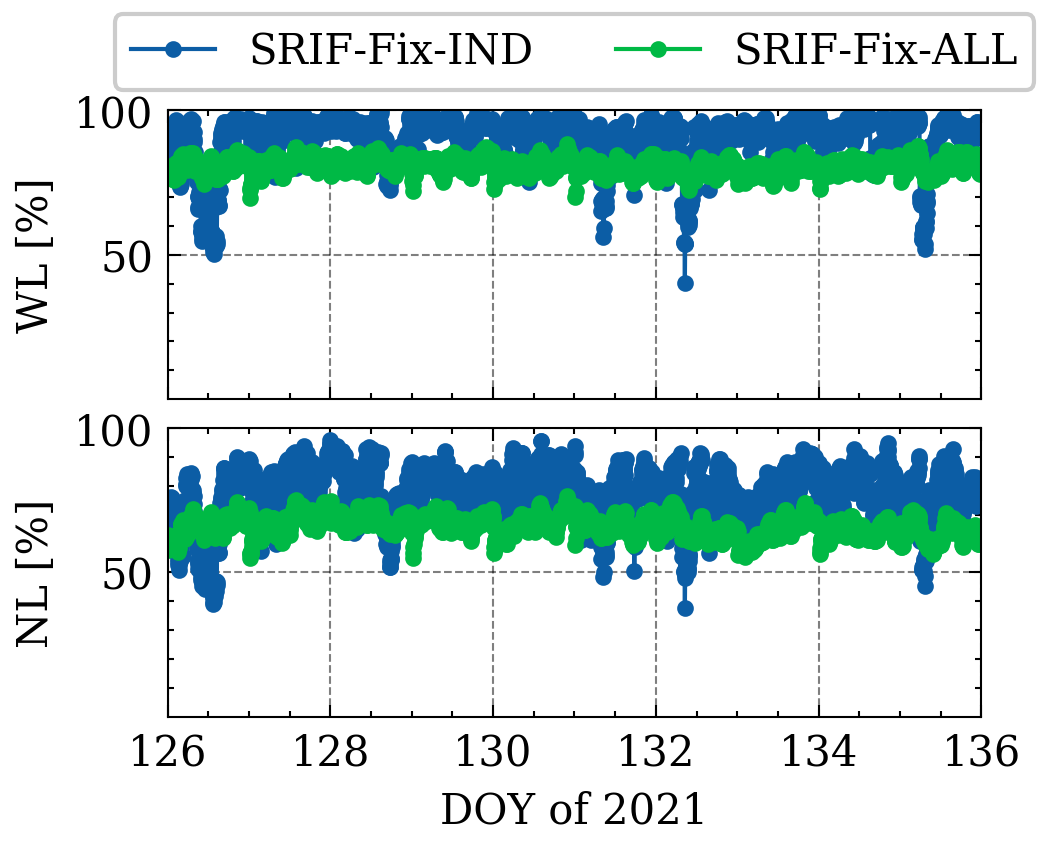 SRIF-Fix-IND SRIF-Fix-ALL
100
50
WL [%]
100
50
NL [%]
126 128 130 132 134 136
DOY of 2021